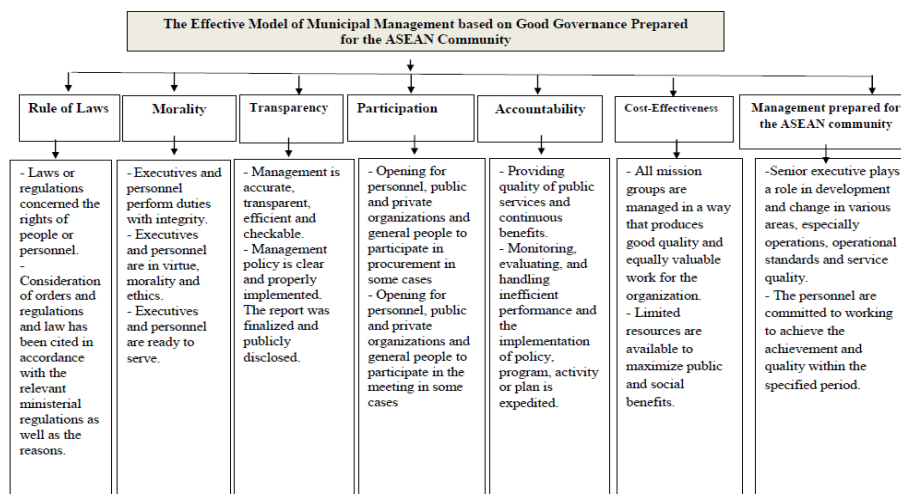 The Effective Model of Municipal Management based on Good Governance Prepared
for the ASEAN Community
Rule of Laws
Morality
Transparency
Participation
Accountability
Cost-Effectiveness
Management prepared for
the ASEAN community
- Laws or
regulations
concerned the
rights of
people or
personnel.
-
Consideration
of orders and
regulations
and law has
been cited in
accordance
with the
relevant
ministerial
regulations as
well as the
reasons.
- Executives and
personnel
perform duties
with integrity.
- Executives and
personnel are
in virtue,
morality and
ethics.
- Executives
and personnel
are ready to
serve.
- Management is
accurate,
transparent,
efficient and
checkable.
- Management
policy is clear
and properly
implemented.
The report was
finalized and
publicly
disclosed.
- Opening for
personnel, public
and private
organizations and
general people to
participate in
procurement in
some cases
- Opening for
personnel, public
and private
organizations and
general people to
participate in the
meeting in some
cases
- Providing
quality of public
services and
continuous
benefits.
- Monitoring,
evaluating, and
handling
inefficient
performance and
the
implementation
of policy,
program, activity
or plan is
expedited.
- All mission
groups are
managed in a way
that produces
good quality and
equally valuable
work for the
organization.
- Limited
resources are
available to
maximize public
and social
benefits.
-Senior executive plays
a role in development
and change in various
areas, especially
operations, operational
standards and service
quality.
- The personnel are
committed to working
to achieve the
achievement and
quality within the
specified period.